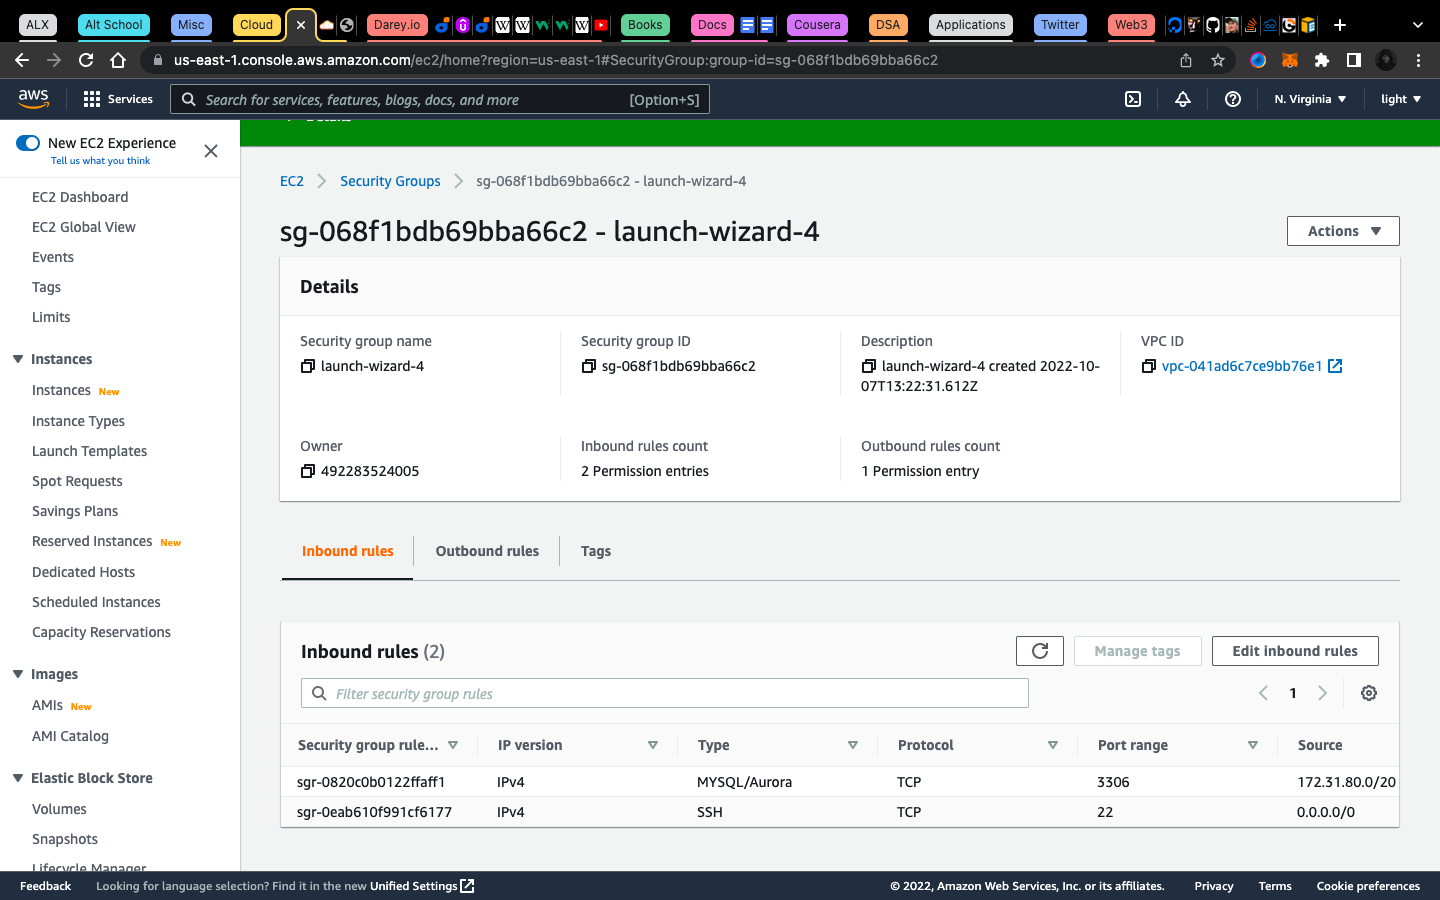 ALX Alt School Misc Cloud Darey.io Books Docs Cousera DSA Applications Twitter Web3
us-east-1.console.aws.amazon.com/ec2/home?region=us-east-1#SecurityGroup:group-id=sg-068f1bdb69bba66c2
aws Services Search for services, features, blogs, docs, and more [Option+S] N. Virginia light
New EC2 Experience
Tell us what you think
EC2 Dashboard
EC2 Global View
Events
Tags
Limits
Instances
Instances New
Instance Types
Launch Templates
Spot Requests
Savings Plans
Reserved Instances New
Dedicated Hosts
Scheduled Instances
Capacity Reservations
Images
AMIs New
AMI Catalog
Elastic Block Store
Volumes
Snapshots
Lifecycle Manager
Details
EC2 Security Groups sg-068f1bdb69bba66c2 - launch-wizard-4
sg-068f1bdb69bba66c2 - launch-wizard-4
Actions
Details
Security group name
launch-wizard-4
Security group ID
sg-068f1bdb69bba66c2
Description
launch-wizard-4 created 2022-10-
07T13:22:31.612Z
VPC ID
vpc-041ad6c7ce9bb76e1
Owner
492283524005
Inbound rules count
2 Permission entries
Outbound rules count
1 Permission entry
Inbound rules Outbound rules Tags
Inbound rules (2)
Manage tags Edit inbound rules
Filter security group rules
1
Security group rule... IP version Type Protocol Port range Source
sgr-0820c0b0122ffaff1 IPv4 MYSQL/Aurora TCP 3306 172.31.80.0/20
sgr-0eab610f991cf6177 IPv4 SSH TCP 22 0.0.0.0/0
Feedback Looking for language selection? Find it in the new Unified Settings © 2022, Amazon Web Services, Inc. or its affiliates. Privacy Terms Cookie preferences